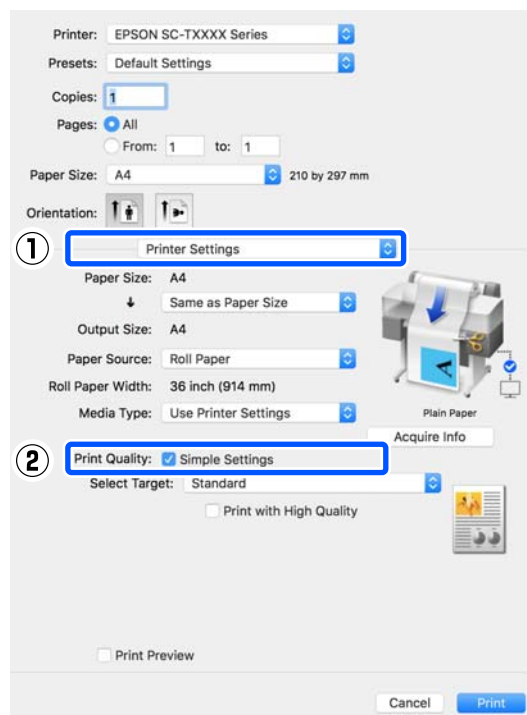 Printer: EPSON SC-TXXXX Series
Presets: Default Settings
Copies: 1
Pages: All
From: 1 to: 1
Paper Size: A4 210 by 297 mm
Orientation:
1 Printer Settings
Paper Size: A4
Same as Paper Size
Output Size: A4
Paper Source: Roll Paper
Roll Paper Width: 36 inch (914 mm)
Media Type: Use Printer Settings
Plain Paper
Acquire Info
2 Print Quality: Simple Settings
Select Target: Standard
Print with High Quality
Print Preview
Cancel Print